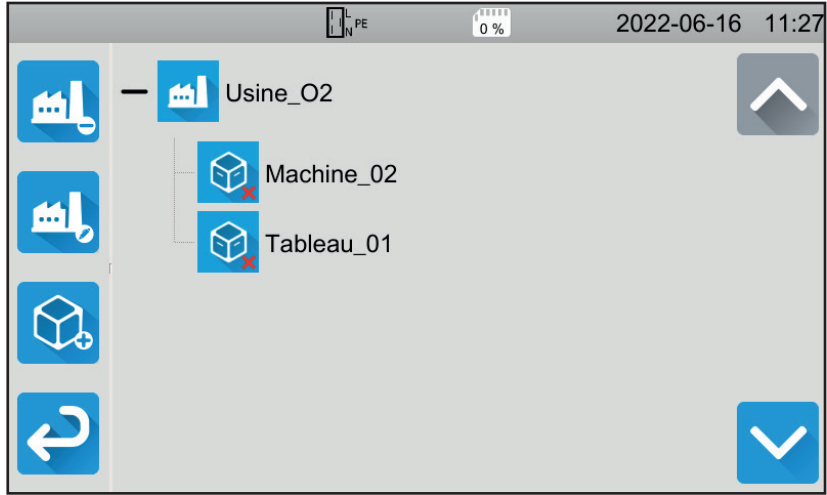 L
N PE
0 %
2022-06-16 11:27
Usine_O2
Machine_02
Tableau_01